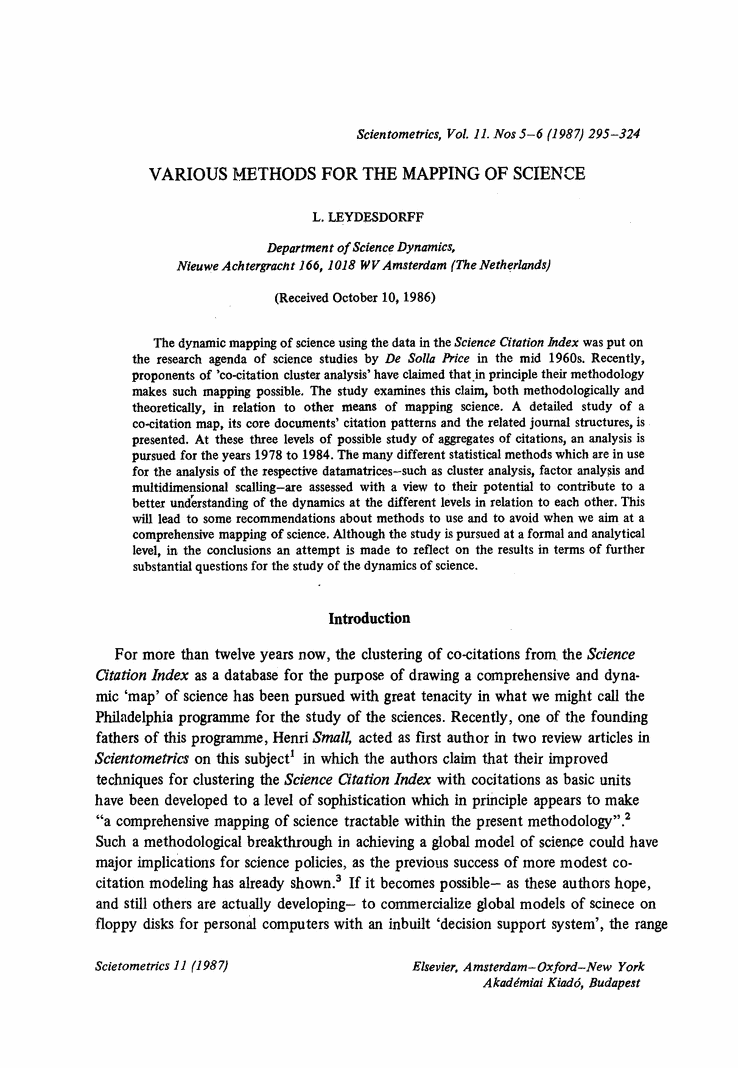 Scientometrics, Vol. 11. Nos 5–6 (1987) 295–324
VARIOUS METHODS FOR THE MAPPING OF SCIENCE
L. LEYDESDORFF
Department of Science Dynamics,
Nieuwe Achtergracht 166, 1018 WV Amsterdam (The Netherlands)
(Received October 10, 1986)
The dynamic mapping of science using the data in the Science Citation Index was put on
the research agenda of science studies by De Solla Price in the mid 1960s. Recently,
proponents of 'co-citation cluster analysis' have claimed that in principle their methodology
makes such mapping possible. The study examines this claim, both methodologically and
theoretically, in relation to other means of mapping science. A detailed study of a
co-citation map, its core documents' citation patterns and the related journal structures, is
presented. At these three levels of possible study of aggregates of citations, an analysis is
pursued for the years 1978 to 1984. The many different statistical methods which are in use
for the analysis of the respective datamatrices—such as cluster analysis, factor analysis and
multidimensional scalling—are assessed with a view to their potential to contribute to a
better understanding of the dynamics at the different levels in relation to each other. This
will lead to some recommendations about methods to use and to avoid when we aim at a
comprehensive mapping of science. Although the study is pursued at a formal and analytical
level, in the conclusions an attempt is made to reflect on the results in terms of further
substantial questions for the study of the dynamics of science.
Introduction
For more than twelve years now, the clustering of co-citations from the Science
Citation Index as a database for the purpose of drawing a comprehensive and dyna-
mic 'map' of science has been pursued with great tenacity in what we might call the
Philadelphia programme for the study of the sciences. Recently, one of the founding
fathers of this programme, Henri Small, acted as first author in two review articles in
Scientometrics on this subject¹ in which the authors claim that their improved
techniques for clustering the Science Citation Index with cocitations as basic units
have been developed to a level of sophistication which in principle appears to make
"a comprehensive mapping of science tractable within the present methodology".²
Such a methodological breakthrough in achieving a global model of science could have
major implications for science policies, as the previous success of more modest co-
citation modeling has already shown.³ If it becomes possible— as these authors hope,
and still others are actually developing— to commercialize global models of scinece on
floppy disks for personal computers with an inbuilt 'decision support system', the range
Scietometrics 11 (1987)
Elsevier, Amsterdam–Oxford–New York
Akadémiai Kiadó, Budapest